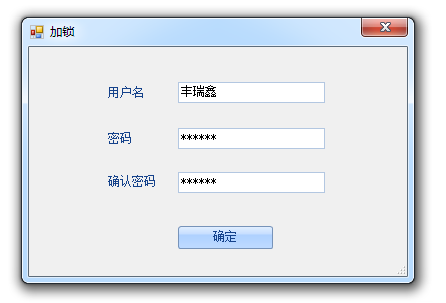 加锁
用户名 丰瑞鑫
密码 ******
确认密码 ******
确定